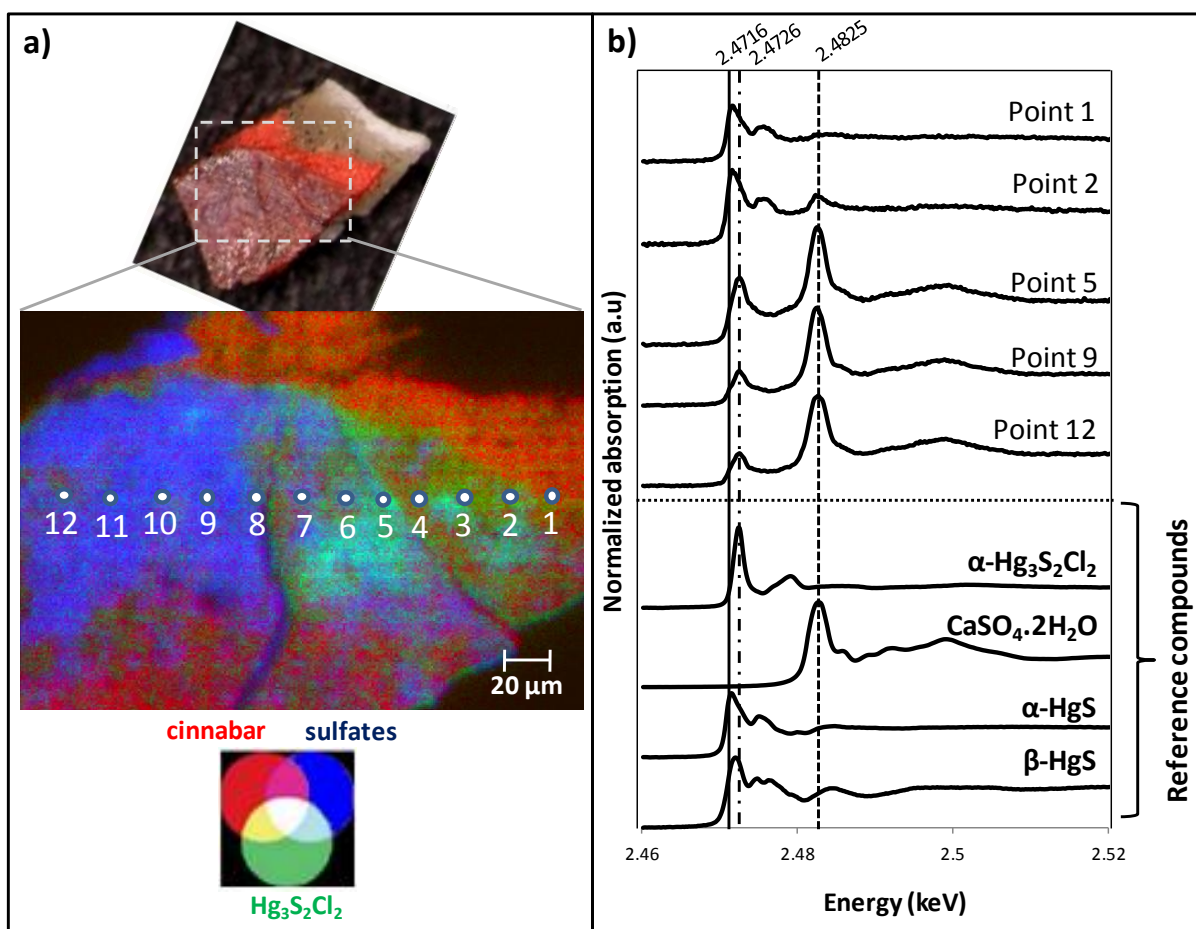 a)
12 11 10 9 8 7 6 5 4 3 2 1
20 µm
cinnabar sulfates
Hg₃S₂Cl₂
b)
2.4716 2.4726 2.4825
Normalized absorption (a.u)
Point 1
Point 2
Point 5
Point 9
Point 12
α-Hg₃S₂Cl₂
CaSO₄.2H₂O
α-HgS
β-HgS
Reference compounds
2.46 2.48 2.5 2.52
Energy (keV)